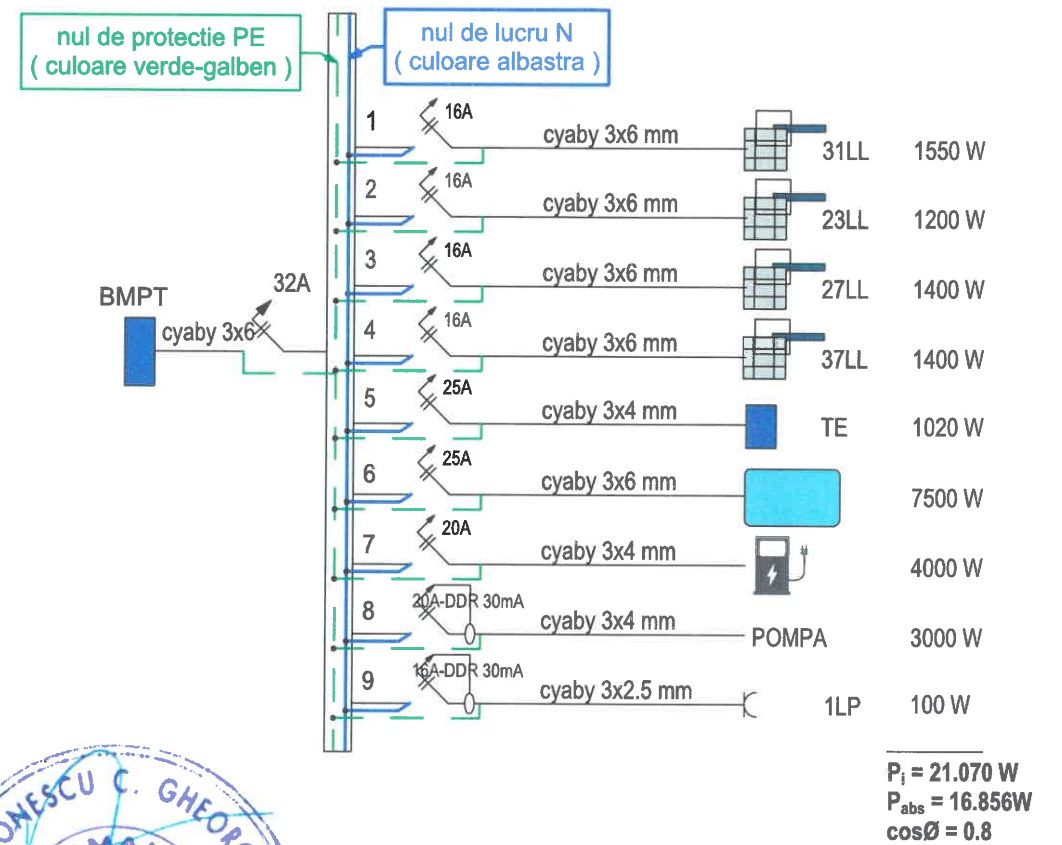 nul de protectie PE
( culoare verde-galben )
nul de lucru N
( culoare albastra )
BMPT
cyaby 3x6
32A
1 16A cyaby 3x6 mm 31LL 1550 W
2 16A cyaby 3x6 mm 23LL 1200 W
3 16A cyaby 3x6 mm 27LL 1400 W
4 16A cyaby 3x6 mm 37LL 1400 W
5 25A cyaby 3x4 mm TE 1020 W
6 25A cyaby 3x6 mm 7500 W
7 20A cyaby 3x4 mm 4000 W
8 20A-DDR 30mA cyaby 3x4 mm POMPA 3000 W
9 16A-DDR 30mA cyaby 3x2.5 mm 1LP 100 W
Pi = 21.070 W
Pabs = 16.856W
cosØ = 0.8
C.